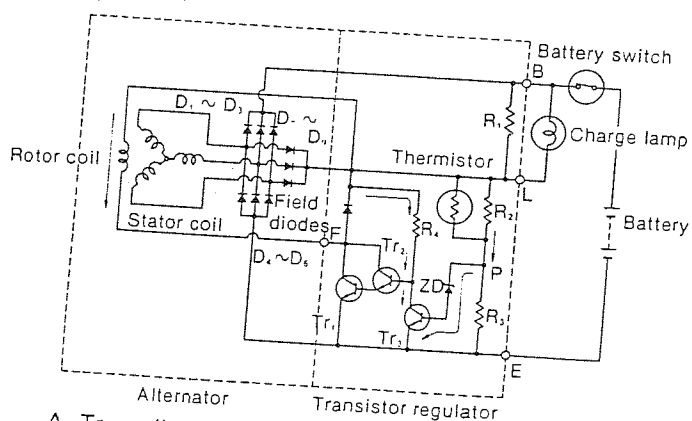 Battery switch
B
D₁ ~ D₃
D- ~
D₉
R₁
Charge lamp
Rotor coil
Thermistor
L
Stator coil
Field
diodes
F
R₄
R₂
Battery
D₄ ~ D₆
Tr₂
ZD
P
Tr₁
Tr₃
R₃
E
Alternator
Transistor regulator